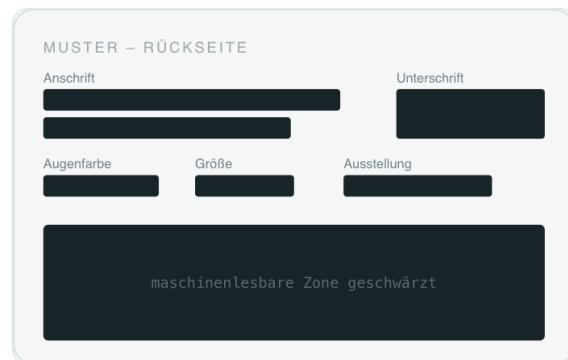 MUSTER – RÜCKSEITE
Anschrift
Unterschrift
Augenfarbe
Größe
Ausstellung
maschinenlesbare Zone geschwärzt